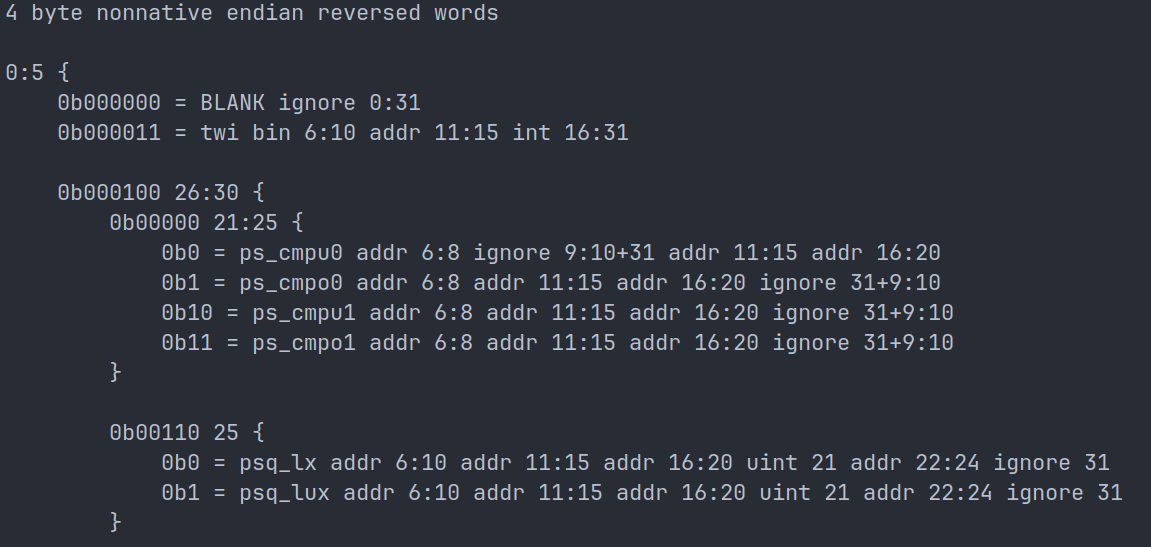 4 byte nonnative endian reversed words
0:5 {
0b000000 = BLANK ignore 0:31
0b000011 = twi bin 6:10 addr 11:15 int 16:31
0b000100 26:30 {
0b00000 21:25 {
0b0 = ps_cmpu0 addr 6:8 ignore 9:10+31 addr 11:15 addr 16:20
0b1 = ps_cmpo0 addr 6:8 addr 11:15 addr 16:20 ignore 31+9:10
0b10 = ps_cmpu1 addr 6:8 addr 11:15 addr 16:20 ignore 31+9:10
0b11 = ps_cmpo1 addr 6:8 addr 11:15 addr 16:20 ignore 31+9:10
}
0b00110 25 {
0b0 = psq_lx addr 6:10 addr 11:15 addr 16:20 uint 21 addr 22:24 ignore 31
0b1 = psq_lux addr 6:10 addr 11:15 addr 16:20 uint 21 addr 22:24 ignore 31
}